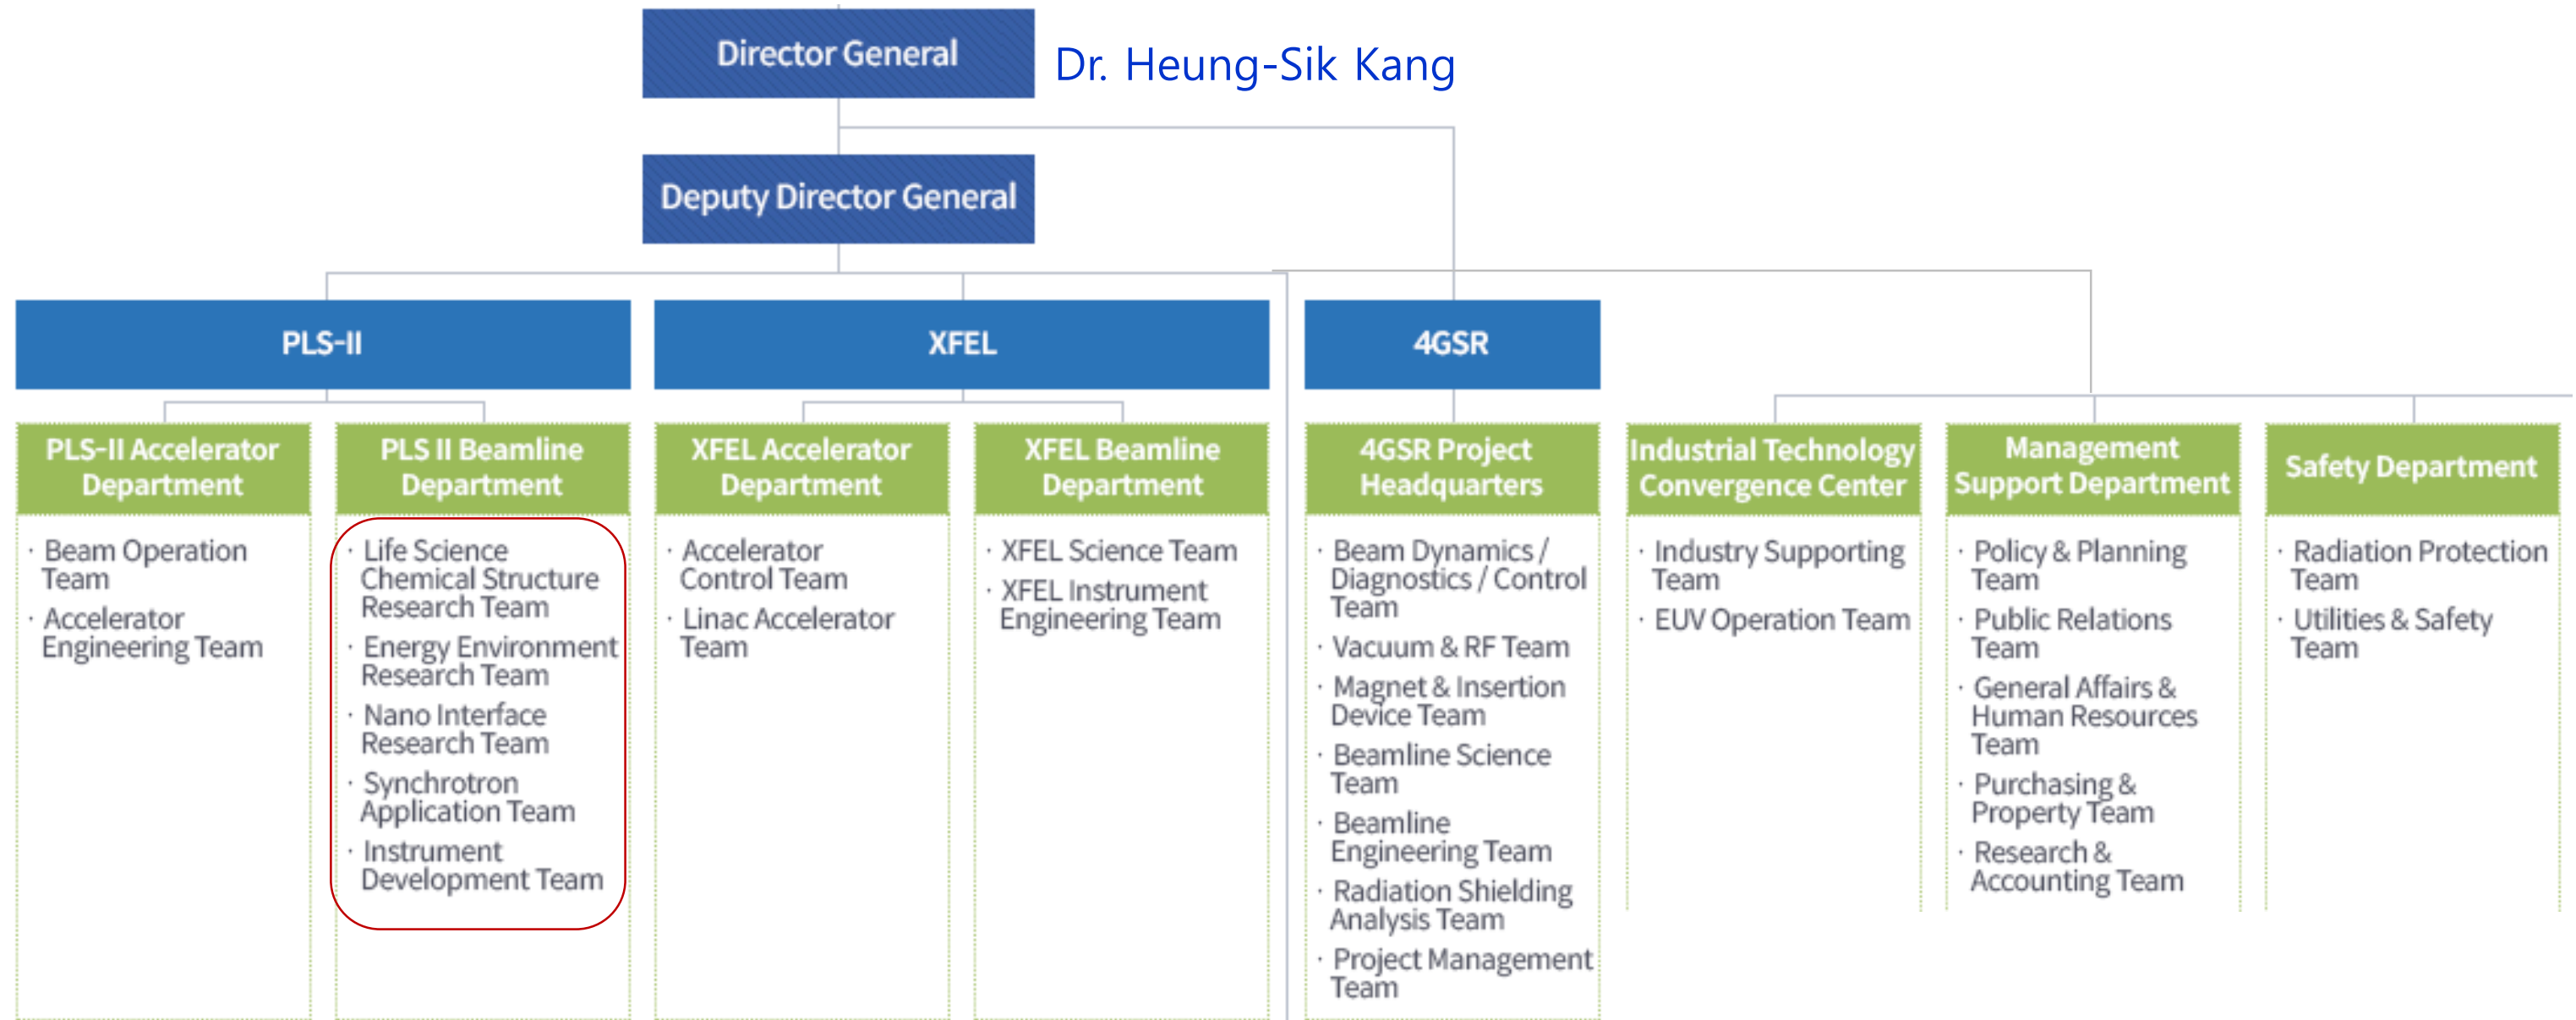 Director General
Dr. Heung-Sik Kang
Deputy Director General
PLS-II
XFEL
4GSR
PLS-II Accelerator
Department
· Beam Operation
Team
· Accelerator
Engineering Team
PLS II Beamline
Department
· Life Science
Chemical Structure
Research Team
· Energy Environment
Research Team
· Nano Interface
Research Team
· Synchrotron
Application Team
· Instrument
Development Team
XFEL Accelerator
Department
· Accelerator
Control Team
· Linac Accelerator
Team
XFEL Beamline
Department
· XFEL Science Team
· XFEL Instrument
Engineering Team
4GSR Project
Headquarters
· Beam Dynamics /
Diagnostics / Control
Team
· Vacuum & RF Team
· Magnet & Insertion
Device Team
· Beamline Science
Team
· Beamline
Engineering Team
· Radiation Shielding
Analysis Team
· Project Management
Team
Industrial Technology
Convergence Center
· Industry Supporting
Team
· EUV Operation Team
Management
Support Department
· Policy & Planning
Team
· Public Relations
Team
· General Affairs &
Human Resources
Team
· Purchasing &
Property Team
· Research &
Accounting Team
Safety Department
· Radiation Protection
Team
· Utilities & Safety
Team